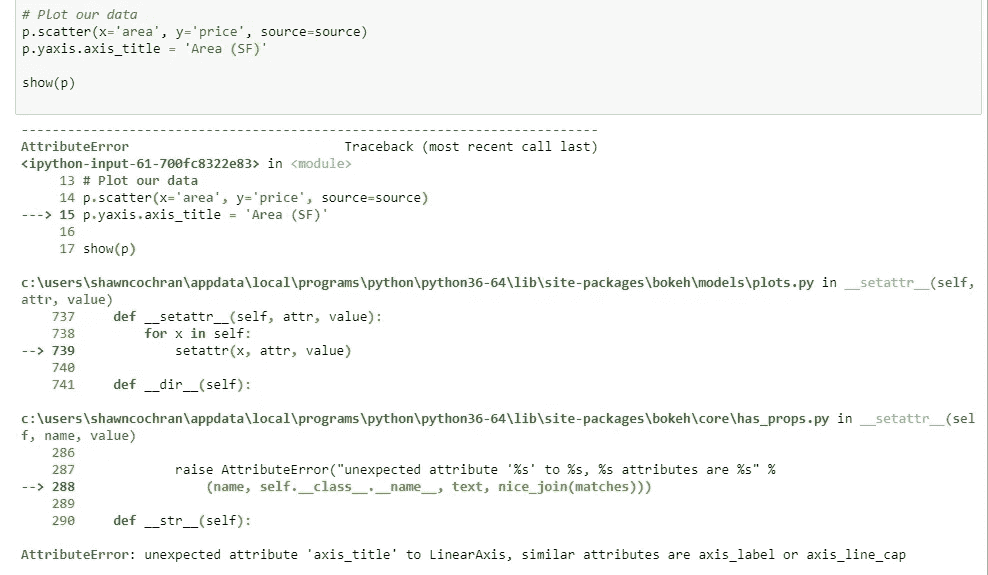 # Plot our data
p.scatter(x='area', y='price', source=source)
p.yaxis.axis_title = 'Area (SF)'
show(p)
---------------------------------------------------------------------------
AttributeError                            Traceback (most recent call last)
<ipython-input-61-700fc8322e83> in <module>
     13 # Plot our data
     14 p.scatter(x='area', y='price', source=source)
---> 15 p.yaxis.axis_title = 'Area (SF)'
     16
     17 show(p)
c:\users\shawncochran\appdata\local\programs\python\python36-64\lib\site-packages\bokeh\models\plots.py in __setattr__(self,
attr, value)
    737     def __setattr__(self, attr, value):
    738         for x in self:
--> 739             setattr(x, attr, value)
    740
    741     def __dir__(self):
c:\users\shawncochran\appdata\local\programs\python\python36-64\lib\site-packages\bokeh\core\has_props.py in __setattr__(sel
f, name, value)
    286
    287             raise AttributeError("unexpected attribute '%s' to %s, %s attributes are %s" %
--> 288                 (name, self.__class__.__name__, text, nice_join(matches)))
    289
    290     def __str__(self):
AttributeError: unexpected attribute 'axis_title' to LinearAxis, similar attributes are axis_label or axis_line_cap